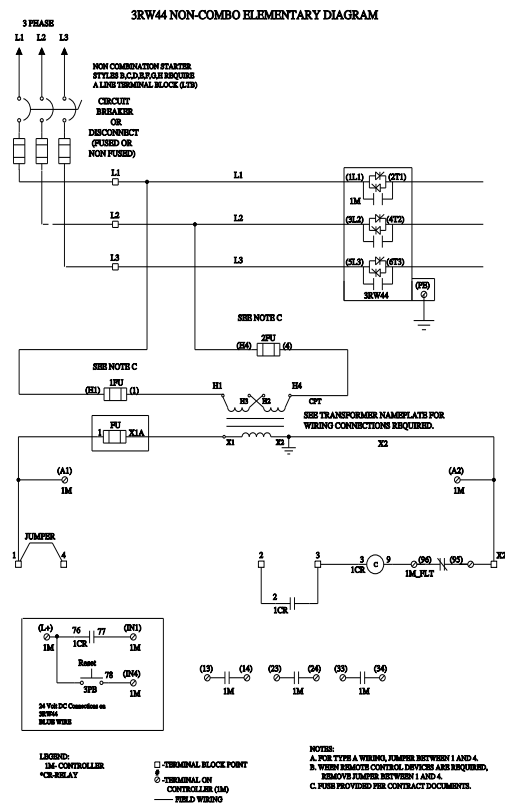 3RW44 NON-COMBO ELEMENTARY DIAGRAM
3 PHASE
L1 L2 L3
NON COMBINATION STARTER
STYLES B,C,D,E,F,G,H REQUIRE
A LINE TERMINAL BLOCK (LTB)
CIRCUIT
BREAKER
OR
DISCONNECT
(FUSED OR
NON FUSED)
L1 L1 (1L1) (2T1)
1M
L2 L2 (3L2) (4T2)
L3 L3 (5L3) (6T3)
(PE)
3RW44
SEE NOTE C
2FU
(H4) (4)
SEE NOTE C
1FU
(H1) (1)
H1 H3 H2 H4
CPT
SEE TRANSFORMER NAMEPLATE FOR
WIRING CONNECTIONS REQUIRED.
FU
1 X1A
X1 X2 X2
(A1) (A2)
1M 1M
JUMPER
1 4 2 3 3 9 (96) (95) X2
1CR C 1M_FLT
2
1CR
(L+) 76 77 (IN1)
1M 1CR 1M
Reset
78 (IN4)
3PB 1M
24 Volt DC Connections on
3RW44
BLUE WIRE
(13) (14) (23) (24) (33) (34)
1M 1M 1M
LEGEND:
1M- CONTROLLER
*CR-RELAY
-TERMINAL BLOCK POINT
#
-TERMINAL ON
CONTROLLER (1M)
FIELD WIRING
NOTES:
A. FOR TYPE A WIRING, JUMPER BETWEEN 1 AND 4.
B. WHEN REMOTE CONTROL DEVICES ARE REQUIRED,
REMOVE JUMPER BETWEEN 1 AND 4.
C. FUSE PROVIDED PER CONTRACT DOCUMENTS.